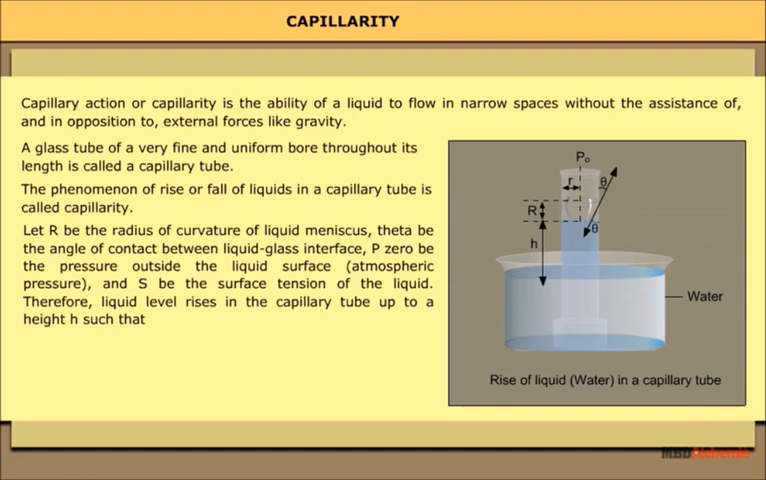 CAPILLARITY
Capillary action or capillarity is the ability of a liquid to flow in narrow spaces without the assistance of,
and in opposition to, external forces like gravity.
A glass tube of a very fine and uniform bore throughout its
length is called a capillary tube.
The phenomenon of rise or fall of liquids in a capillary tube is
called capillarity.
Let R be the radius of curvature of liquid meniscus, theta be
the angle of contact between liquid-glass interface, P zero be
the pressure outside the liquid surface (atmospheric
pressure), and S be the surface tension of the liquid.
Therefore, liquid level rises in the capillary tube up to a
height h such that
P₀
r
θ
R
θ
h
Water
Rise of liquid (Water) in a capillary tube
MBDAlchemie